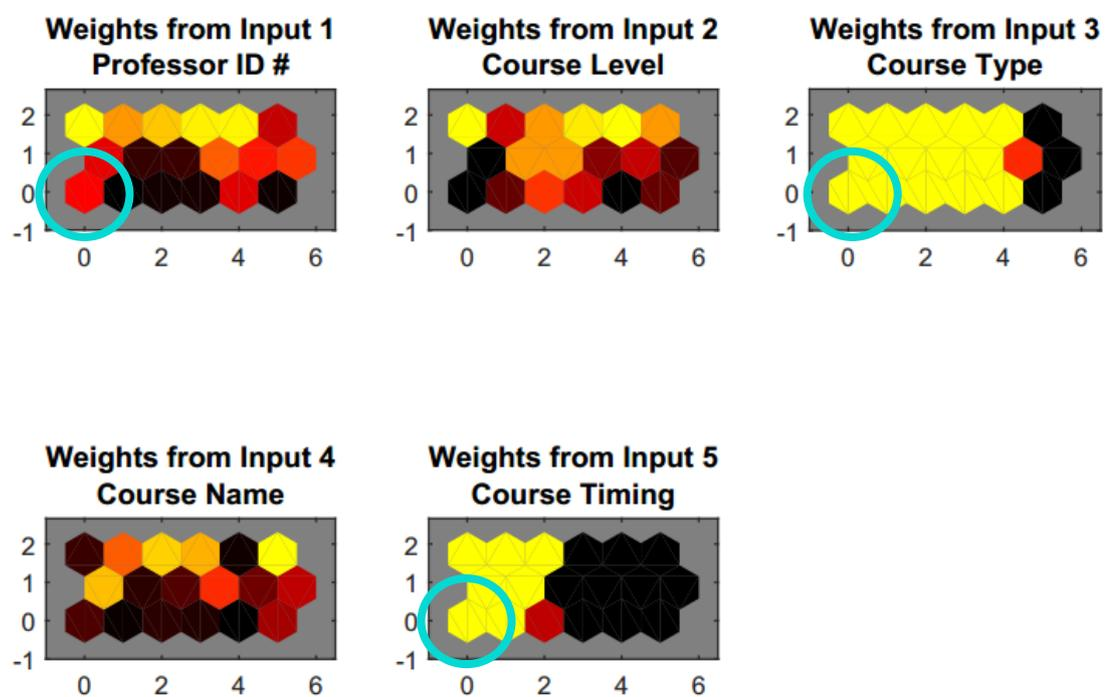 Weights from Input 1
Professor ID #
Weights from Input 2
Course Level
Weights from Input 3
Course Type
2
1
0
-1
0 2 4 6
2
1
0
-1
0 2 4 6
2
1
0
-1
0 2 4 6
Weights from Input 4
Course Name
Weights from Input 5
Course Timing
2
1
0
-1
0 2 4 6
2
1
0
-1
0 2 4 6